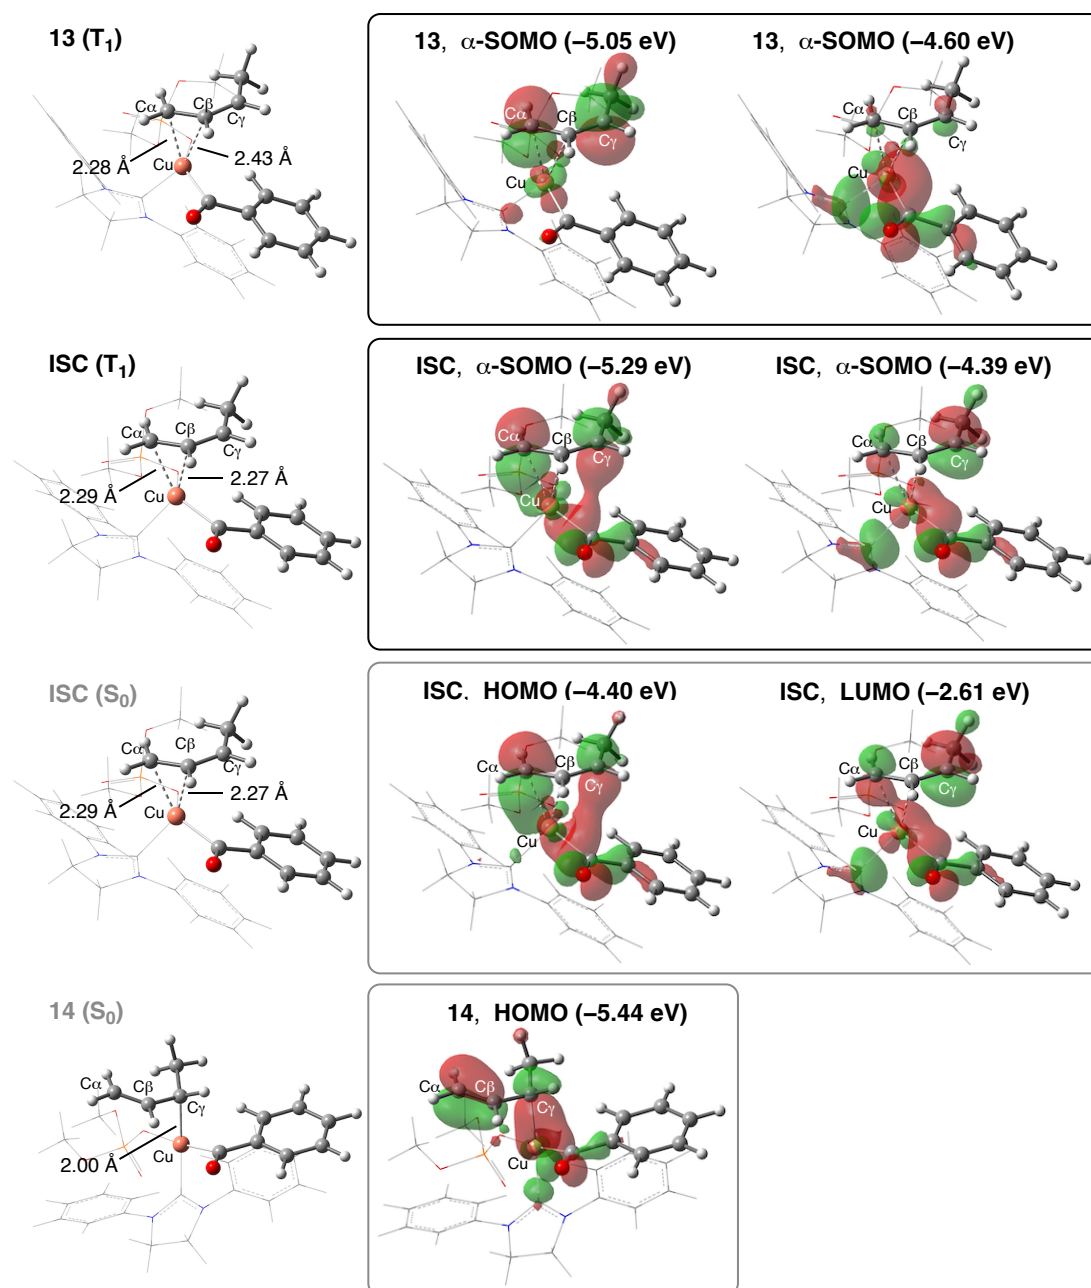 13 (T₁)
Cα
Cβ
Cγ
2.28 Å
Cu
2.43 Å
13, α-SOMO (–5.05 eV)
Cα
Cβ
Cγ
Cu
13, α-SOMO (–4.60 eV)
Cα
Cβ
Cγ
Cu
ISC (T₁)
Cα
Cβ
Cγ
2.29 Å
Cu
2.27 Å
ISC, α-SOMO (–5.29 eV)
Cα
Cβ
Cγ
Cu
ISC, α-SOMO (–4.39 eV)
Cα
Cβ
Cγ
Cu
ISC (S₀)
Cα
Cβ
Cγ
2.29 Å
Cu
2.27 Å
ISC, HOMO (–4.40 eV)
Cα
Cβ
Cγ
Cu
ISC, LUMO (–2.61 eV)
Cα
Cβ
Cγ
Cu
14 (S₀)
Cα
Cβ
Cγ
2.00 Å
Cu
14, HOMO (–5.44 eV)
Cα
Cβ
Cγ
Cu